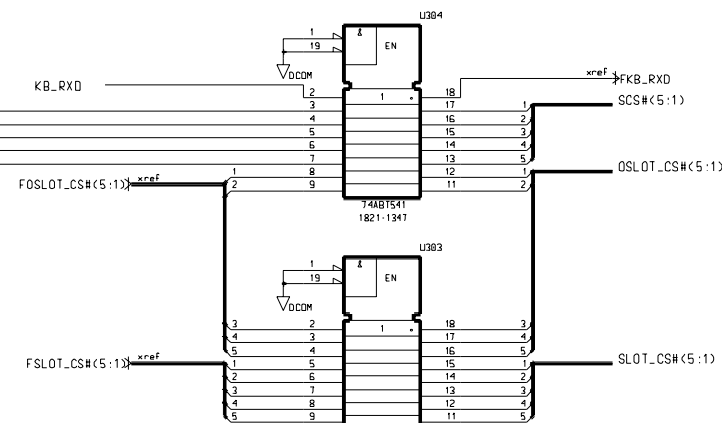 U304
1 & EN
19
DCOM
xref
KB_RXD 2 1 18 FKB_RXD
3 17 1 SCS#(5:1)
4 16 2
5 15 3
6 14 4
7 13 5
1 8 12 1 OSLOT_CS#(5:1)
FOSLOT_CS#(5:1) xref 2 9 11 2
74ABT541
1821-1347
U303
1 & EN
19
DCOM
3 2 1 18 3
4 3 17 4
5 4 16 5
FSLOT_CS#(5:1) xref 1 5 15 1 SLOT_CS#(5:1)
2 6 14 2
3 7 13 3
4 8 12 4
5 9 11 5